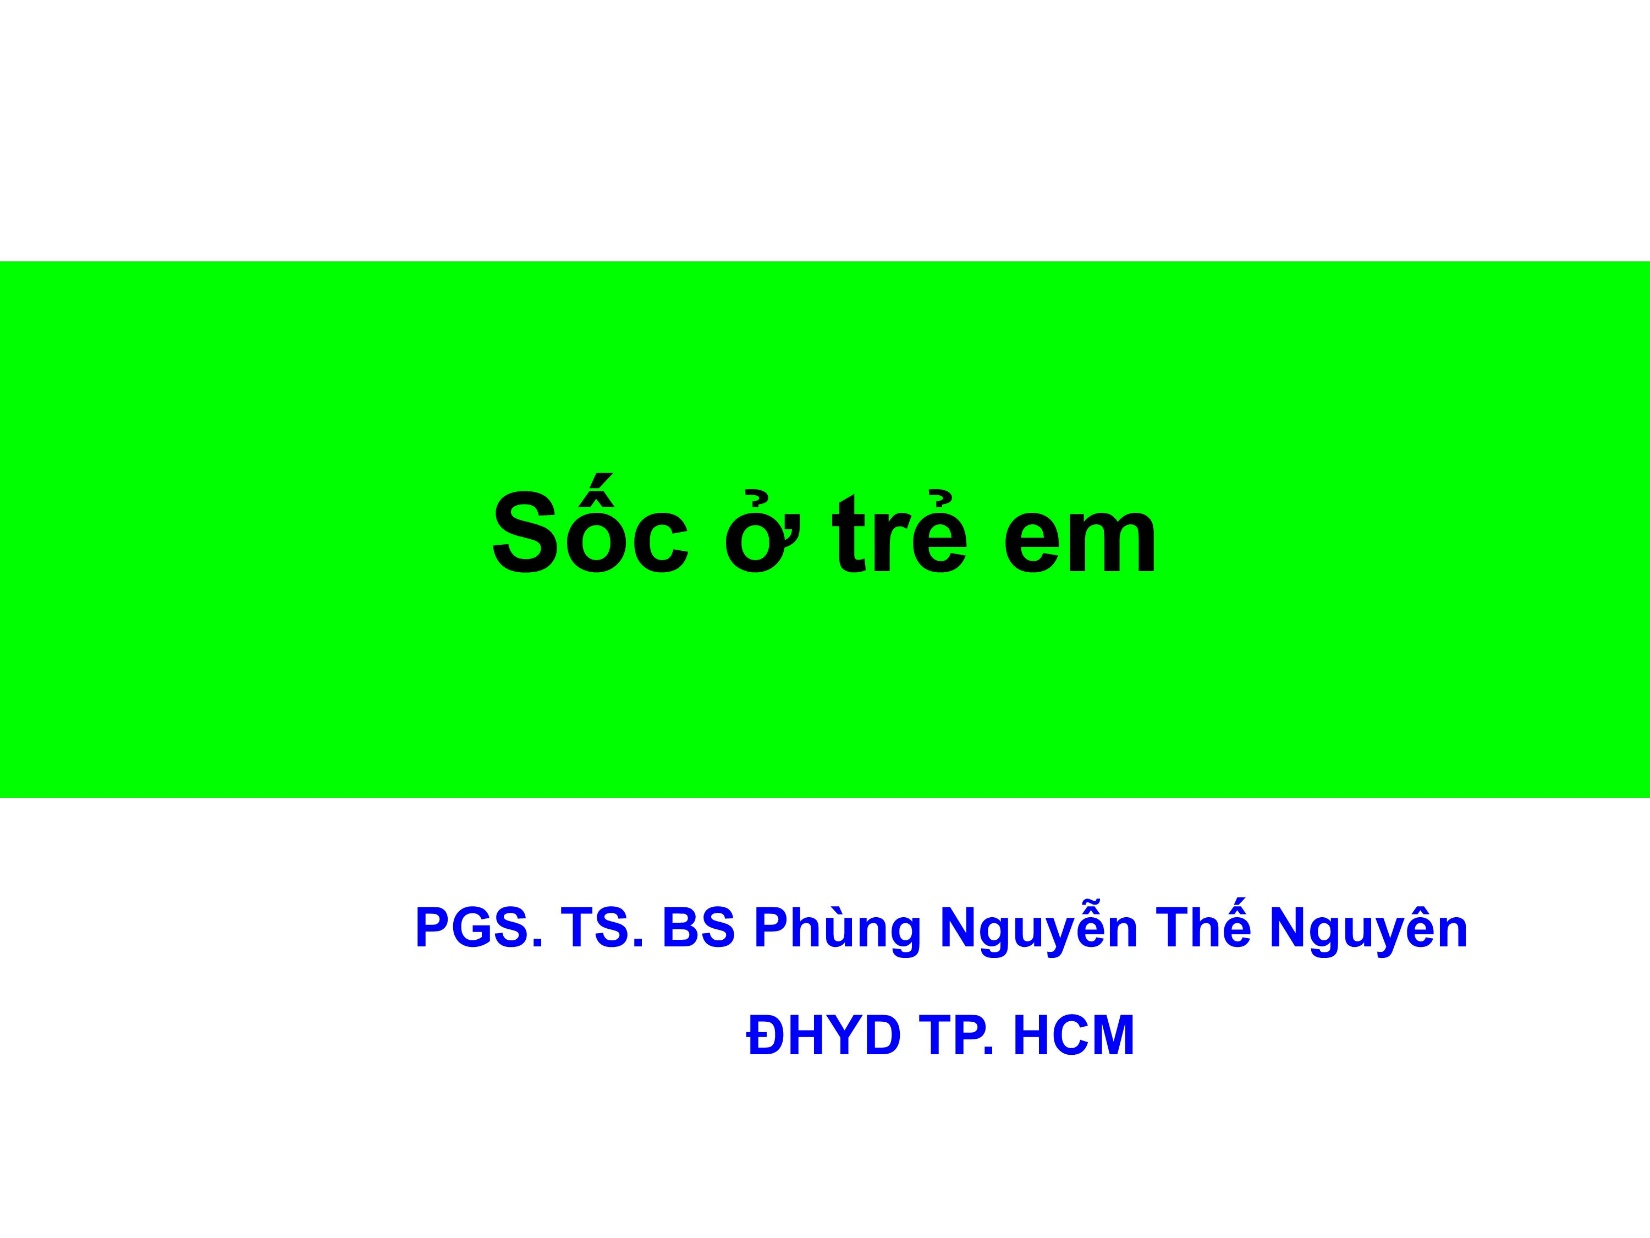 Sốc ở trẻ em
PGS. TS. BS Phùng Nguyễn Thế Nguyên
ĐHYD TP. HCM